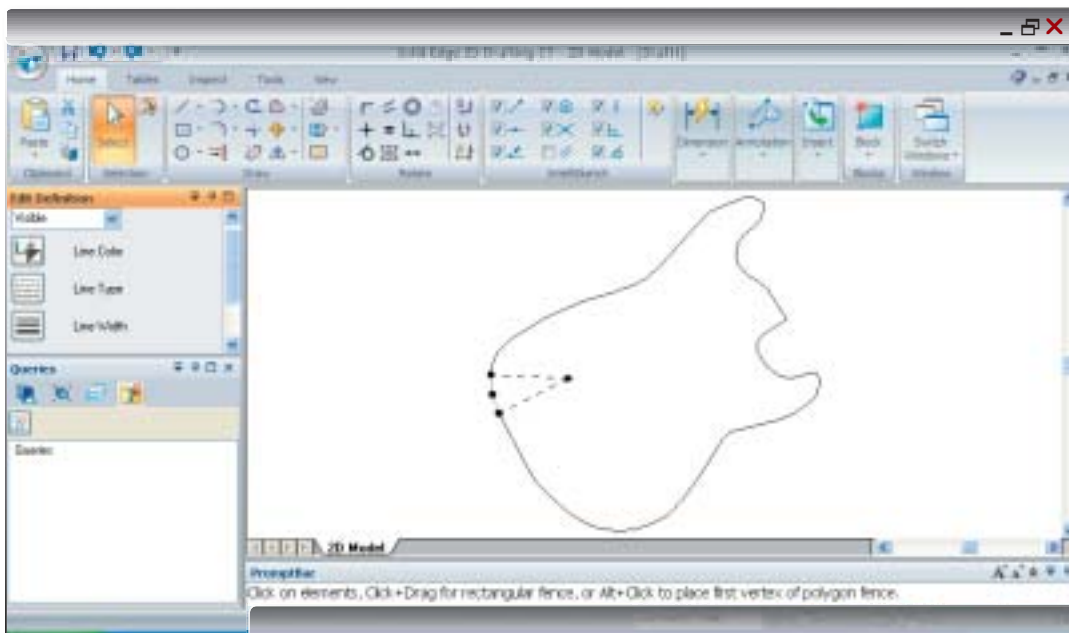 Home Tables Inspect Tools View
Paste Select Dimension Annotation Insert Block Switch
Windows
Clipboard Selection Draw Relate IntelliSketch Blocks Window
Edit Definition
Visible
Line Color
Line Type
Line Width
Queries
Queries
2D Model
PromptBar
Click on elements, Click+Drag for rectangular fence, or Alt+Click to place first vertex of polygon fence.